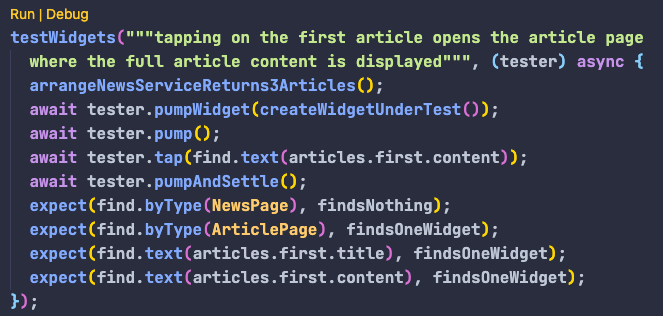 Run | Debug
testWidgets("""tapping on the first article opens the article page
  where the full article content is displayed""", (tester) async {
  arrangeNewsServiceReturns3Articles();
  await tester.pumpWidget(createWidgetUnderTest());
  await tester.pump();
  await tester.tap(find.text(articles.first.content));
  await tester.pumpAndSettle();
  expect(find.byType(NewsPage), findsNothing);
  expect(find.byType(ArticlePage), findsOneWidget);
  expect(find.text(articles.first.title), findsOneWidget);
  expect(find.text(articles.first.content), findsOneWidget);
});